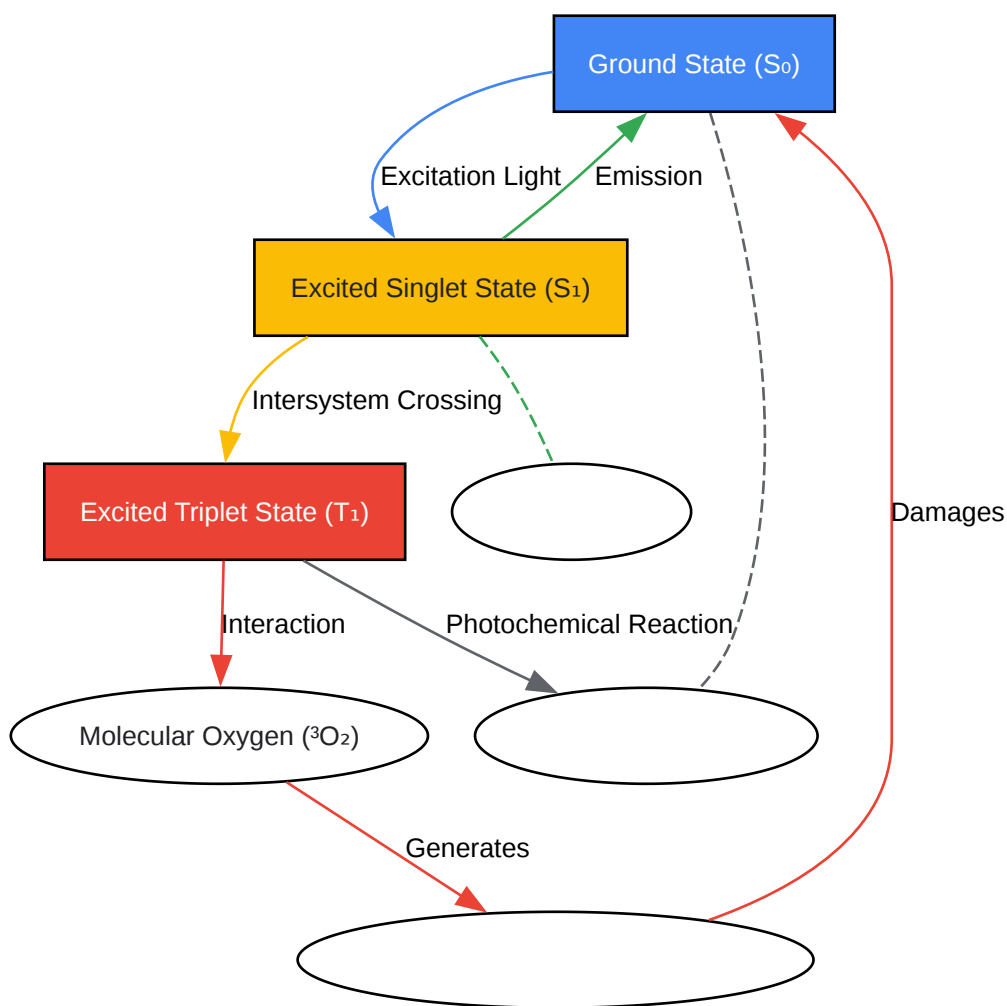 Ground State (S₀)
Excitation Light
Emission
Excited Singlet State (S₁)
Intersystem Crossing
Excited Triplet State (T₁)
Damages
Interaction
Photochemical Reaction
Molecular Oxygen (³O₂)
Generates